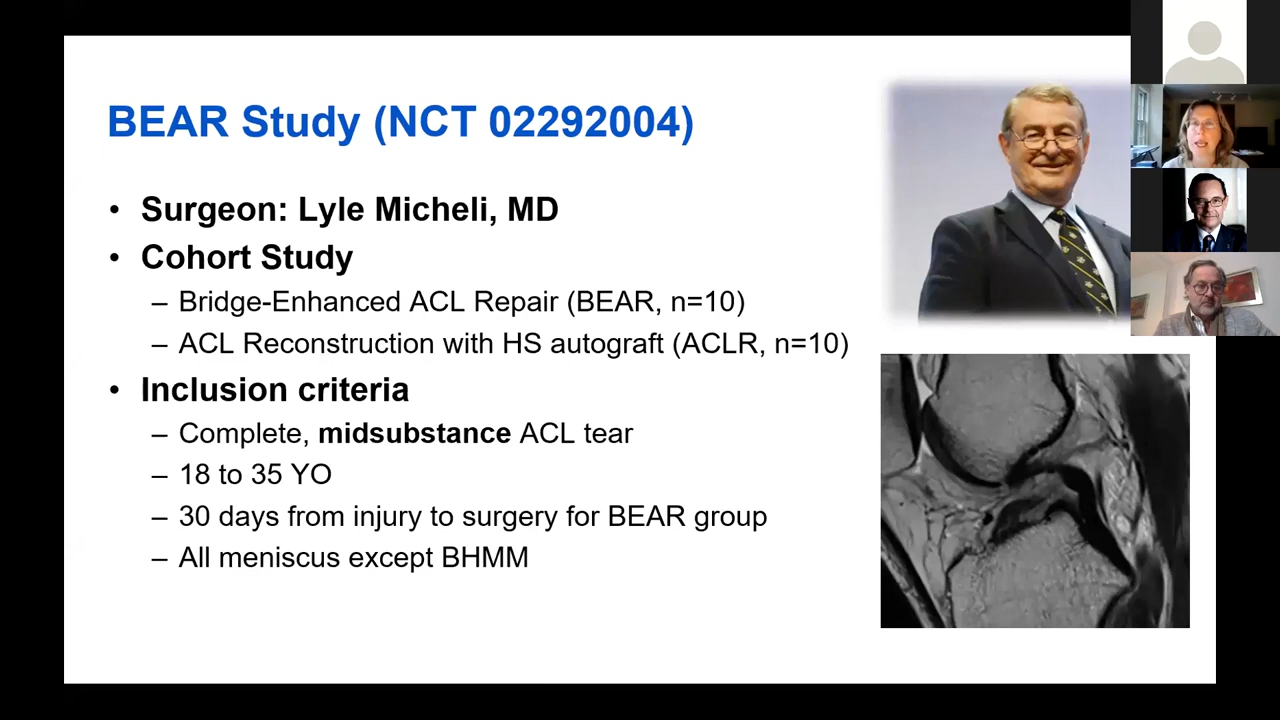 BEAR Study (NCT 02292004)
• Surgeon: Lyle Micheli, MD
• Cohort Study
– Bridge-Enhanced ACL Repair (BEAR, n=10)
– ACL Reconstruction with HS autograft (ACLR, n=10)
• Inclusion criteria
– Complete, midsubstance ACL tear
– 18 to 35 YO
– 30 days from injury to surgery for BEAR group
– All meniscus except BHMM